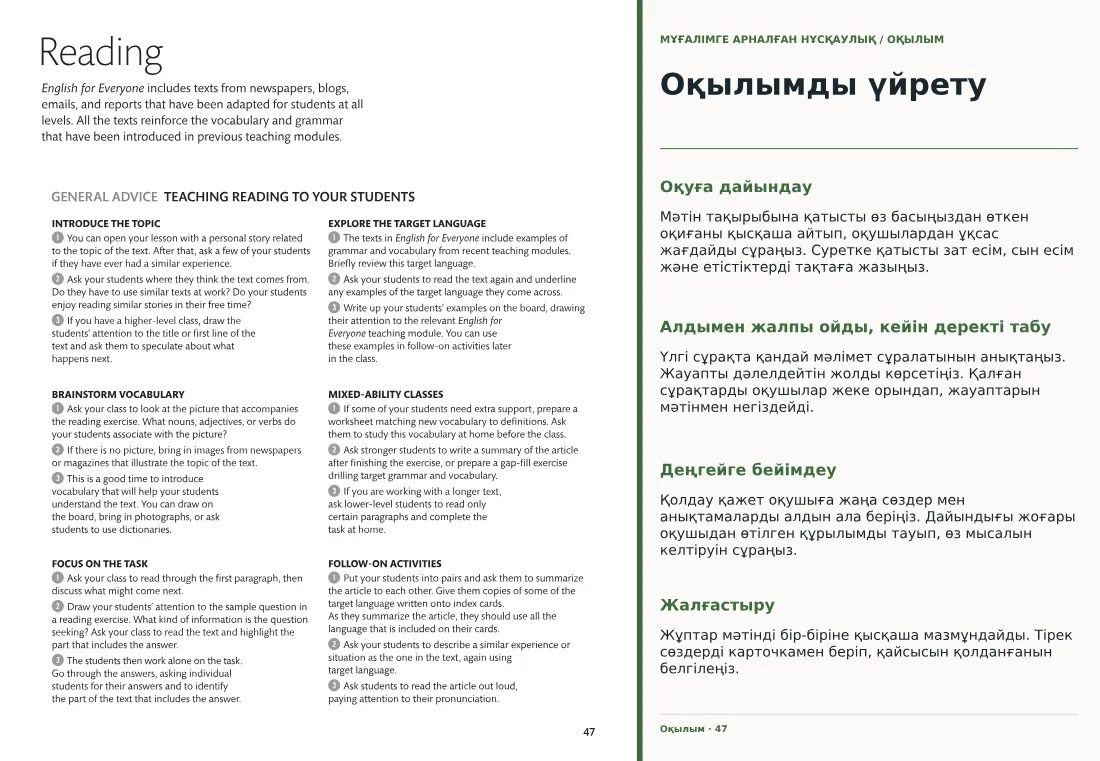 Reading
English for Everyone includes texts from newspapers, blogs,
emails, and reports that have been adapted for students at all
levels. All the texts reinforce the vocabulary and grammar
that have been introduced in previous teaching modules.
GENERAL ADVICE TEACHING READING TO YOUR STUDENTS
INTRODUCE THE TOPIC
1 You can open your lesson with a personal story related
to the topic of the text. After that, ask a few of your students
if they have ever had a similar experience.
2 Ask your students where they think the text comes from.
Do they have to use similar texts at work? Do your students
enjoy reading similar stories in their free time?
3 If you have a higher-level class, draw the
students' attention to the title or first line of the
text and ask them to speculate about what
happens next.
BRAINSTORM VOCABULARY
1 Ask your class to look at the picture that accompanies
the reading exercise. What nouns, adjectives, or verbs do
your students associate with the picture?
2 If there is no picture, bring in images from newspapers
or magazines that illustrate the topic of the text.
3 This is a good time to introduce
vocabulary that will help your students
understand the text. You can draw on
the board, bring in photographs, or ask
students to use dictionaries.
FOCUS ON THE TASK
1 Ask your class to read through the first paragraph, then
discuss what might come next.
2 Draw your students' attention to the sample question in
a reading exercise. What kind of information is the question
seeking? Ask your class to read the text and highlight the
part that includes the answer.
3 The students then work alone on the task.
Go through the answers, asking individual
students for their answers and to identify
the part of the text that includes the answer.
EXPLORE THE TARGET LANGUAGE
1 The texts in English for Everyone include examples of
grammar and vocabulary from recent teaching modules.
Briefly review this target language.
2 Ask your students to read the text again and underline
any examples of the target language they come across.
3 Write up your students' examples on the board, drawing
their attention to the relevant English for
Everyone teaching module. You can use
these examples in follow-on activities later
in the class.
MIXED-ABILITY CLASSES
1 If some of your students need extra support, prepare a
worksheet matching new vocabulary to definitions. Ask
them to study this vocabulary at home before the class.
2 Ask stronger students to write a summary of the article
after finishing the exercise, or prepare a gap-fill exercise
drilling target grammar and vocabulary.
3 If you are working with a longer text,
ask lower-level students to read only
certain paragraphs and complete the
task at home.
FOLLOW-ON ACTIVITIES
1 Put your students into pairs and ask them to summarize
the article to each other. Give them copies of some of the
target language written onto index cards.
As they summarize the article, they should use all the
language that is included on their cards.
2 Ask your students to describe a similar experience or
situation as the one in the text, again using
target language.
3 Ask students to read the article out loud,
paying attention to their pronunciation.
47
МҰҒАЛІМГЕ АРНАЛҒАН НҰСҚАУЛЫҚ / ОҚЫЛЫМ
Оқылымды үйрету
Оқуға дайындау
Мәтін тақырыбына қатысты өз басыңыздан өткен
оқиғаны қысқаша айтып, оқушылардан ұқсас
жағдайды сұраңыз. Суретке қатысты зат есім, сын есім
және етістіктерді тақтаға жазыңыз.
Алдымен жалпы ойды, кейін деректі табу
Үлгі сұрақта қандай мәлімет сұралатынын анықтаңыз.
Жауапты дәлелдейтін жолды көрсетіңіз. Қалған
сұрақтарды оқушылар жеке орындап, жауаптарын
мәтінмен негіздейді.
Деңгейге бейімдеу
Қолдау қажет оқушыға жаңа сөздер мен
анықтамаларды алдын ала беріңіз. Дайындығы жоғары
оқушыдан өтілген құрылымды тауып, өз мысалын
келтіруін сұраңыз.
Жалғастыру
Жұптар мәтінді бір-біріне қысқаша мазмұндайды. Тірек
сөздерді карточкамен беріп, қайсысын қолданғанын
белгілеңіз.
Оқылым · 47